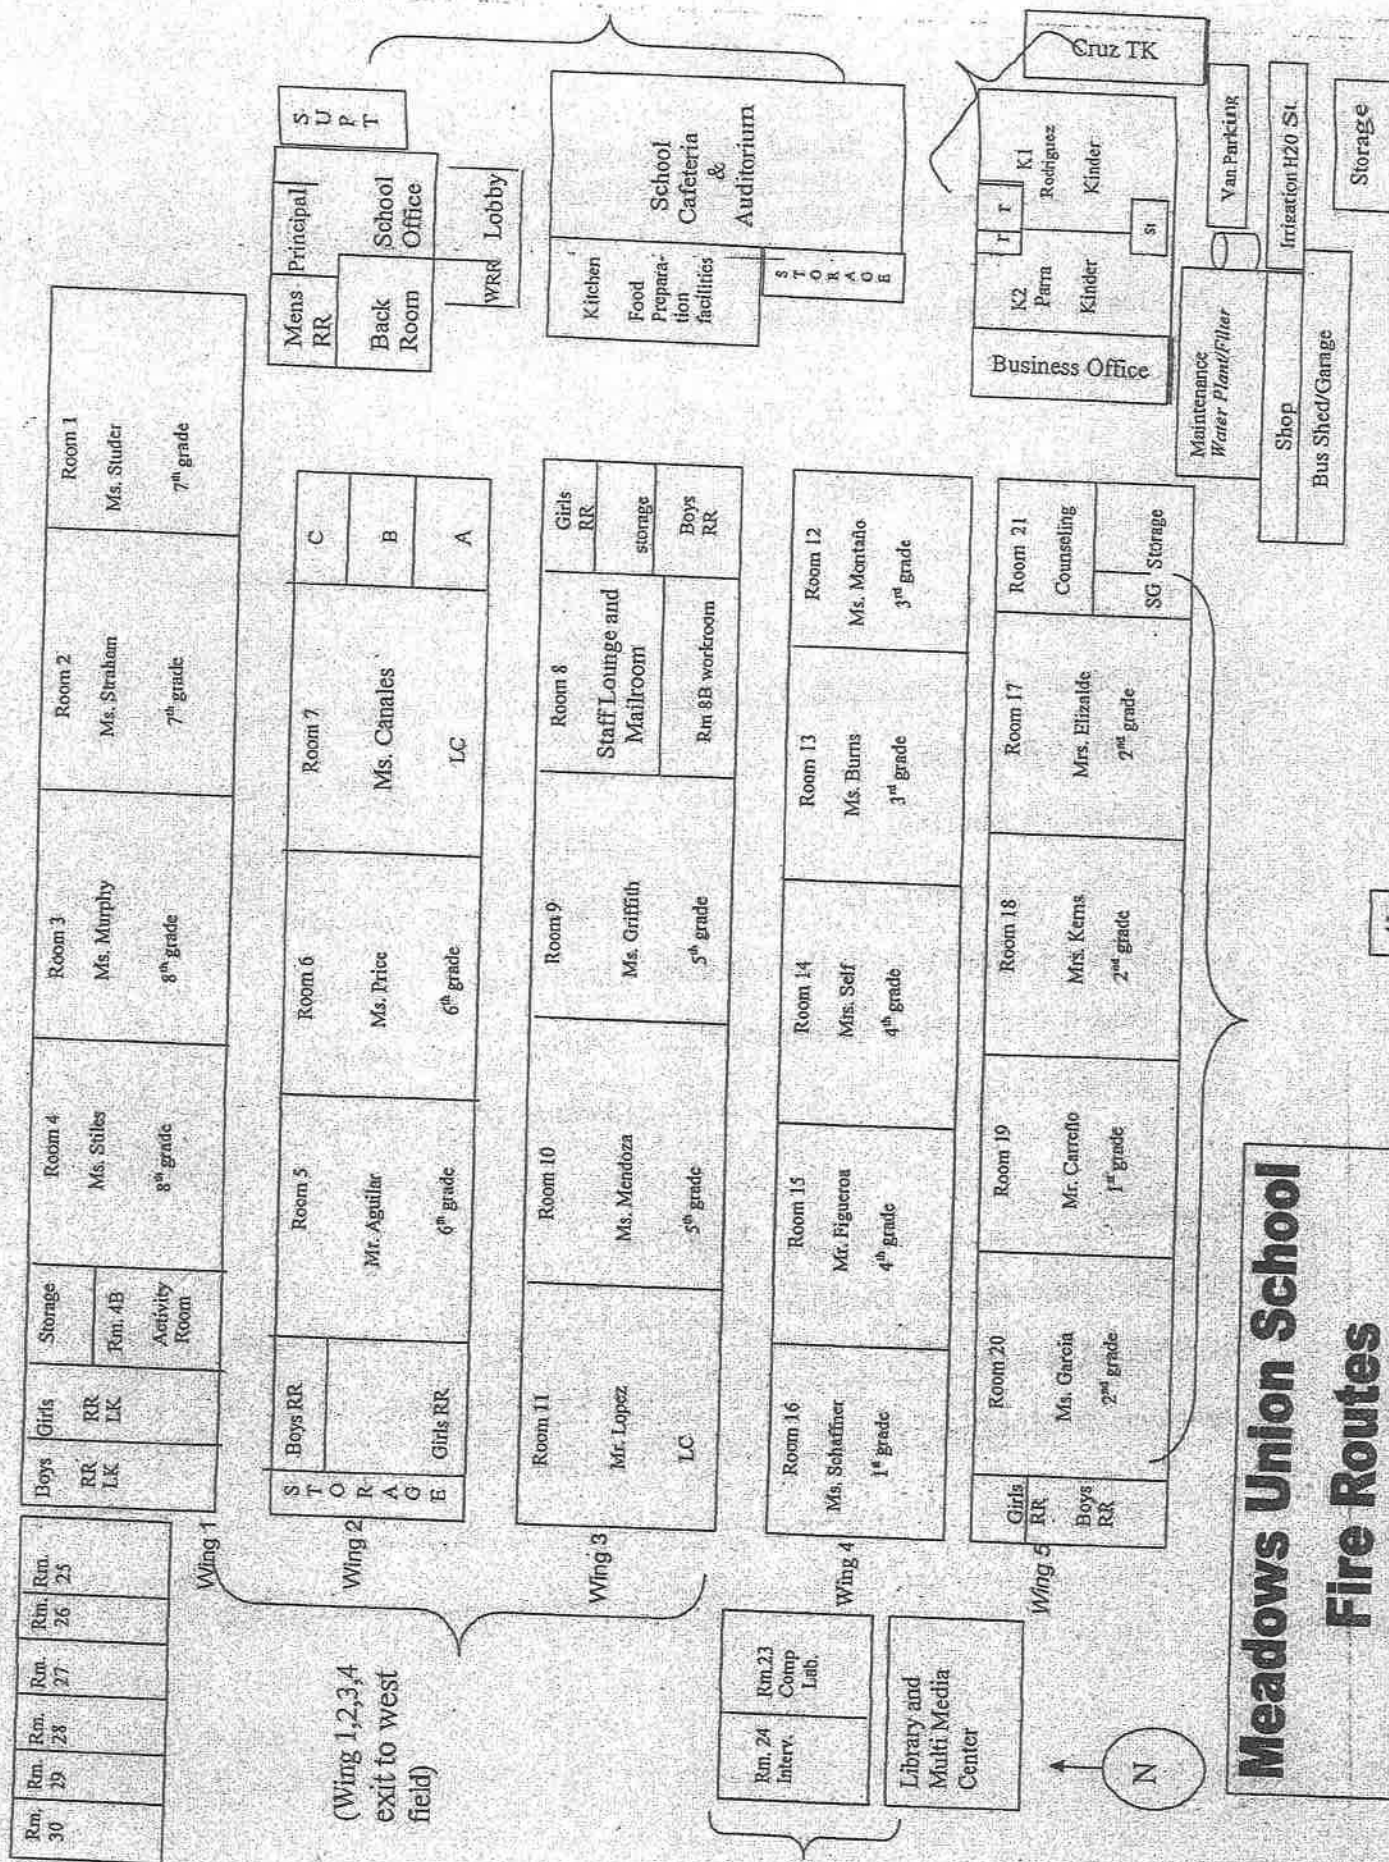 Rm. 30
Rm. 29
Rm. 28
Rm. 27
Rm. 26
Rm. 25
Boys
RR
LK
Girls
RR
LK
Storage
Rm. 4B
Activity
Room
Room 4
Ms. Stiles
8th grade
Room 3
Ms. Murphy
8th grade
Room 2
Ms. Straham
7th grade
Room 1
Ms. Studer
7th grade
Wing 1
Wing 2
Wing 3
(Wing 1,2,3,4
exit to west
field)
S
T
O
R
A
G
E
Boys RR
Girls RR
Room 5
Mr. Aguilar
6th grade
Room 6
Ms. Price
6th grade
Room 7
Ms. Canales
LC
C
B
A
Mens
RR
Principal
S
U
P
T
Back
Room
School
Office
WRR
Lobby
Room 11
Mr. Lopez
LC
Room 10
Ms. Mendoza
5th grade
Room 9
Ms. Griffith
5th grade
Room 8
Staff Lounge and
Mailroom
Rm 8B workroom
Girls
RR
storage
Boys
RR
Kitchen
Food
Prepara-
tion
facilities
School
Cafeteria
&
Auditorium
S
T
O
R
A
G
E
Rm. 24
Interv.
Rm.23
Comp
Lab.
Wing 4
Room 16
Ms. Schaffner
1st grade
Room 15
Mr. Figueroa
4th grade
Room 14
Mrs. Self
4th grade
Room 13
Ms. Burns
3rd grade
Room 12
Ms. Montaño
3rd grade
Library and
Multi Media
Center
Wing 5
Girls
RR
Boys
RR
Room 20
Ms. Garcia
2nd grade
Room 19
Mr. Carreño
1st grade
Room 18
Mrs. Kerns
2nd grade
Room 17
Mrs. Elizalde
2nd grade
Room 21
Counseling
SG
Storage
Business Office
K2
Parra
Kinder
r
r
K1
Rodriguez
Kinder
st
Cruz TK
Maintenance
Water Plant/Filter
Van Parking
Shop
Irrigation H20 St.
Bus Shed/Garage
Storage
N
Meadows Union School
Fire Routes